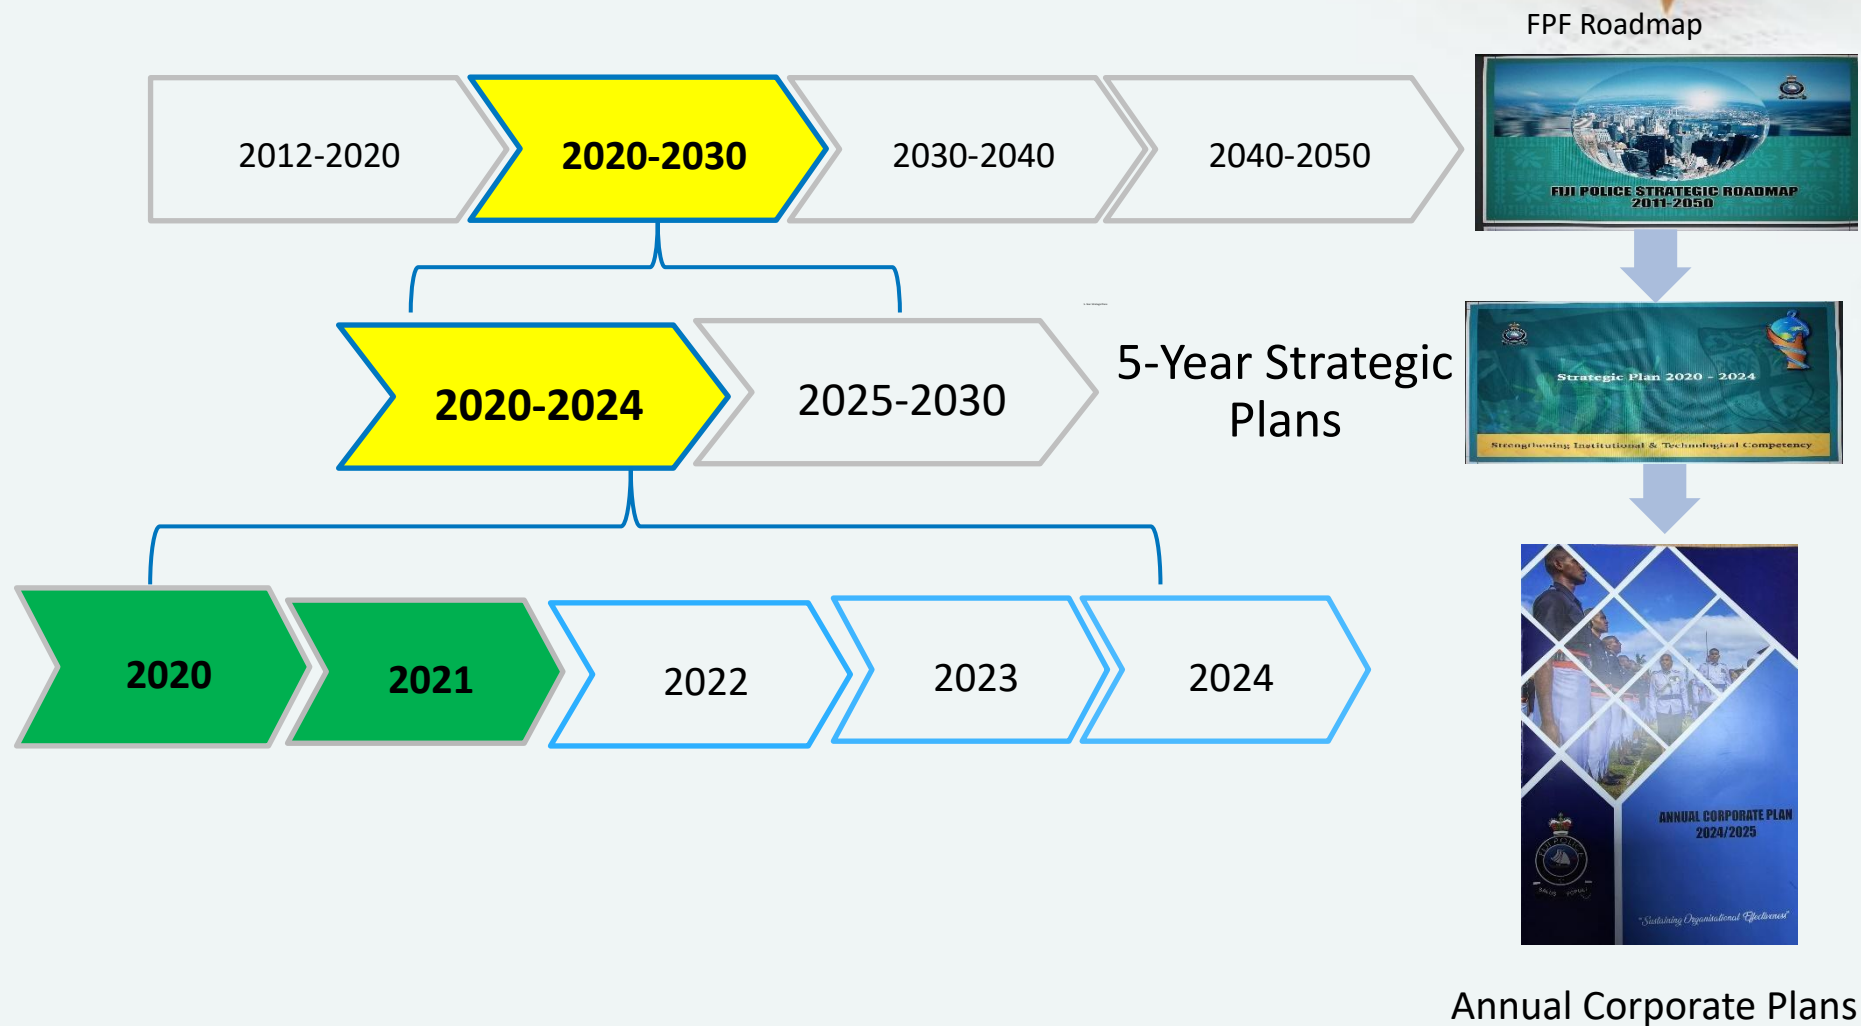 FPF Roadmap
2012-2020
2020-2030
2030-2040
2040-2050
FIJI POLICE STRATEGIC ROADMAP
2011-2050
2020-2024
2025-2030
5-Year Strategic
Plans
Strategic Plan 2020 - 2024
Strengthening Institutional & Technological Competency
2020
2021
2022
2023
2024
ANNUAL CORPORATE PLAN
2024/2025
FIJI POLICE
"Sustaining Organisational Effectiveness"
Annual Corporate Plans